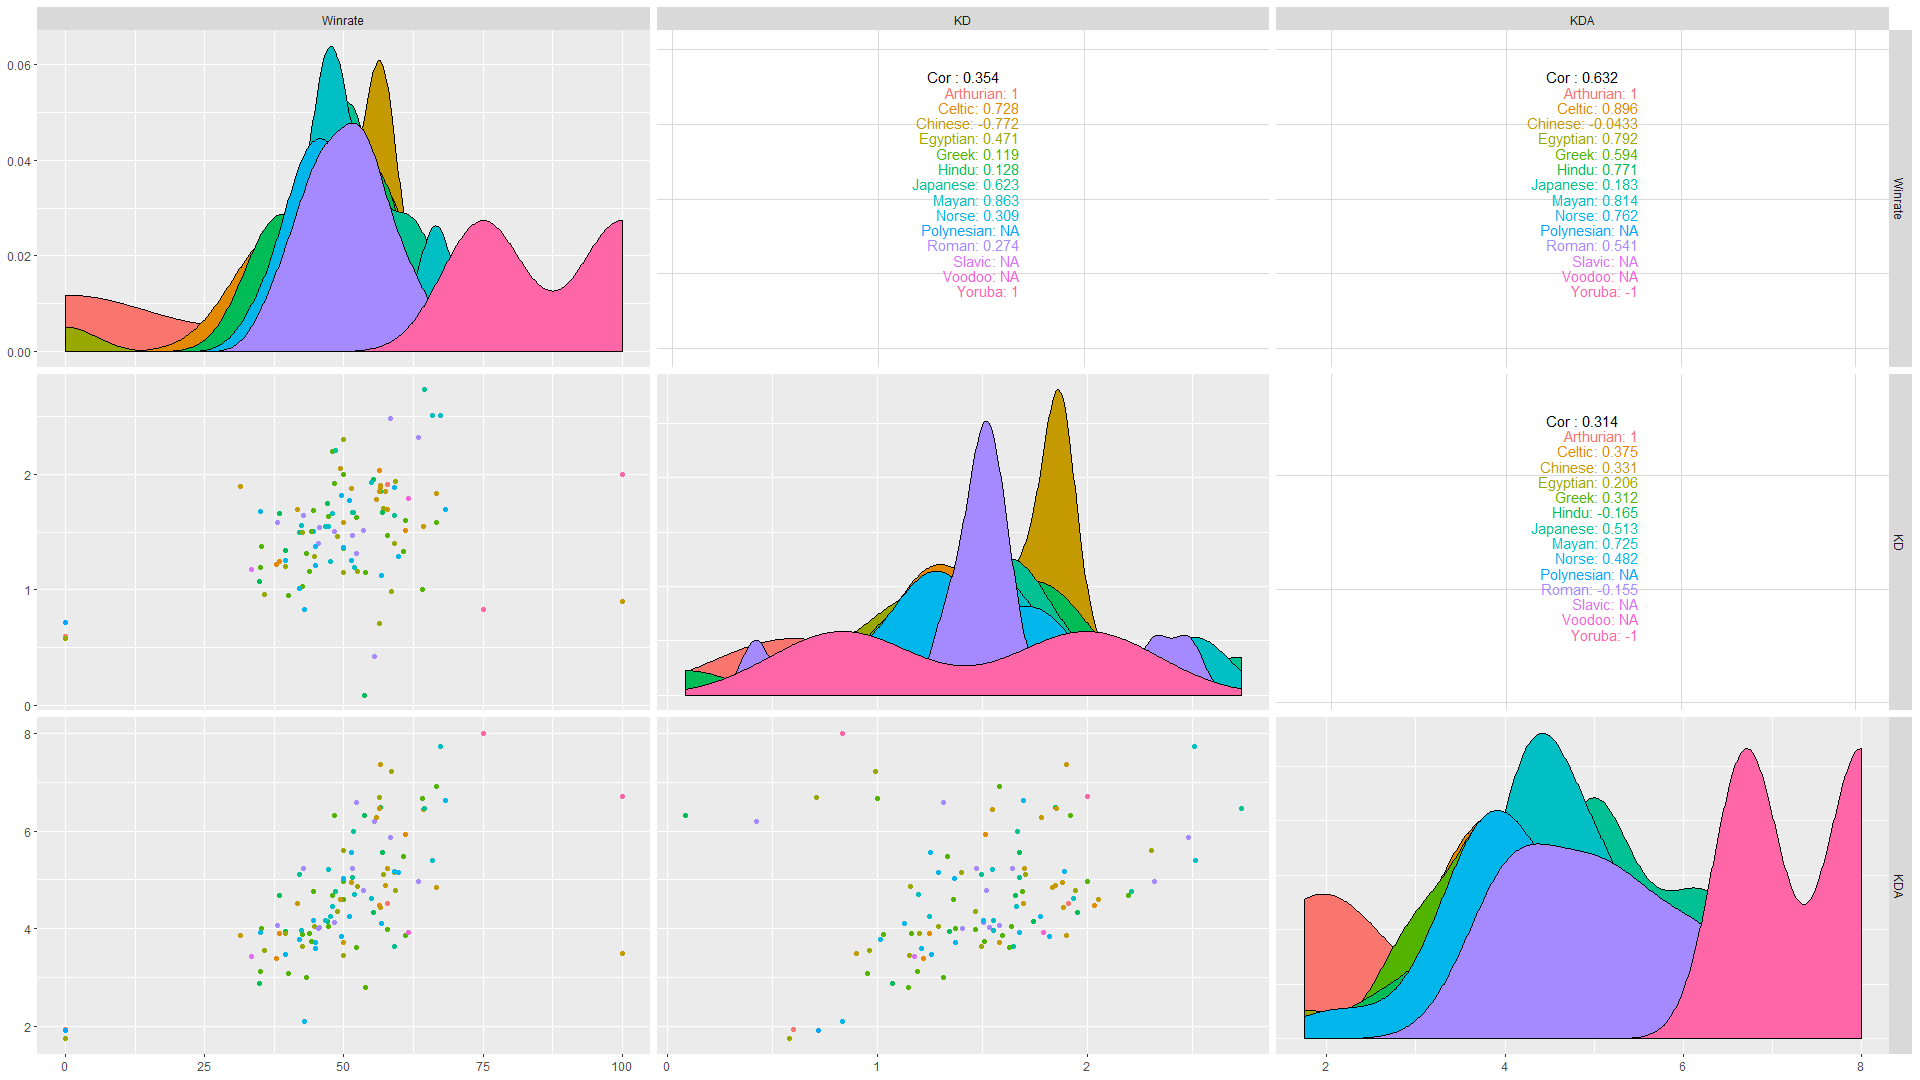 Winrate
KD
KDA
0.06
0.04
0.02
0.00
Cor : 0.354
Arthurian: 1
Celtic: 0.728
Chinese: -0.772
Egyptian: 0.471
Greek: 0.119
Hindu: 0.128
Japanese: 0.623
Mayan: 0.863
Norse: 0.309
Polynesian: NA
Roman: 0.274
Slavic: NA
Voodoo: NA
Yoruba: 1
Cor : 0.632
Arthurian: 1
Celtic: 0.896
Chinese: -0.0433
Egyptian: 0.792
Greek: 0.594
Hindu: 0.771
Japanese: 0.183
Mayan: 0.814
Norse: 0.762
Polynesian: NA
Roman: 0.541
Slavic: NA
Voodoo: NA
Yoruba: -1
Winrate
2
1
0
Cor : 0.314
Arthurian: 1
Celtic: 0.375
Chinese: 0.331
Egyptian: 0.206
Greek: 0.312
Hindu: -0.165
Japanese: 0.513
Mayan: 0.725
Norse: 0.482
Polynesian: NA
Roman: -0.155
Slavic: NA
Voodoo: NA
Yoruba: -1
KD
8
6
4
2
KDA
0 25 50 75 100
0 1 2
2 4 6 8